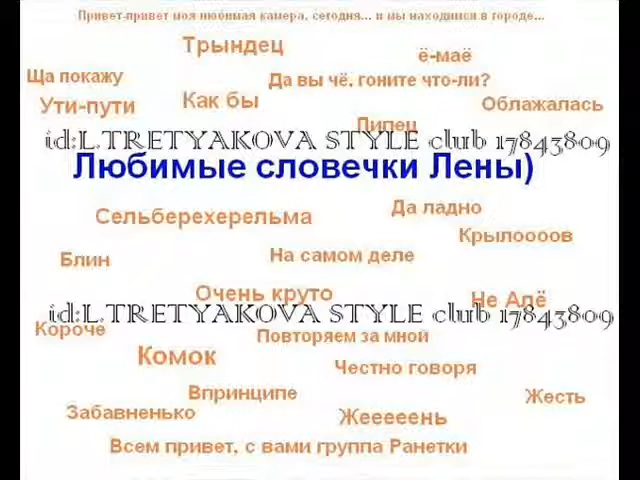 Привет-привет моя любимая камера, сегодня... и мы находимся в городе...
Трындец
ё-маё
Ща покажу
Да вы чё, гоните что-ли?
Ути-пути
Как бы
Облажалась
Пипец
id:L.TRETYAKOVA STYLE club 17843809
Любимые словечки Лены)
Сельберехерельма
Да ладно
Крылоооов
Блин
На самом деле
Очень круто
Не Алё
id:L.TRETYAKOVA STYLE club 17843809
Короче
Повторяем за мной
Комок
Честно говоря
Впринципе
Жесть
Забавненько
Жееееень
Всем привет, с вами группа Ранетки